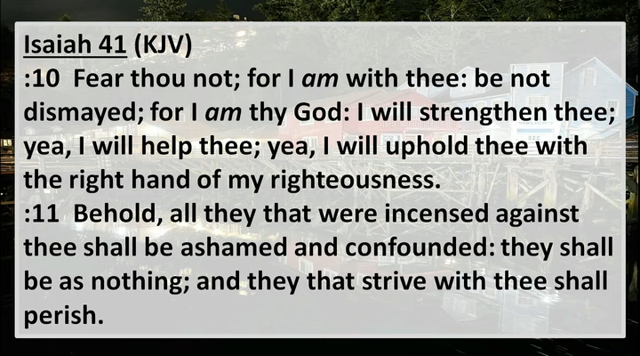 Isaiah 41 (KJV)
:10  Fear thou not; for I am with thee: be not
dismayed; for I am thy God: I will strengthen thee;
yea, I will help thee; yea, I will uphold thee with
the right hand of my righteousness.
:11  Behold, all they that were incensed against
thee shall be ashamed and confounded: they shall
be as nothing; and they that strive with thee shall
perish.